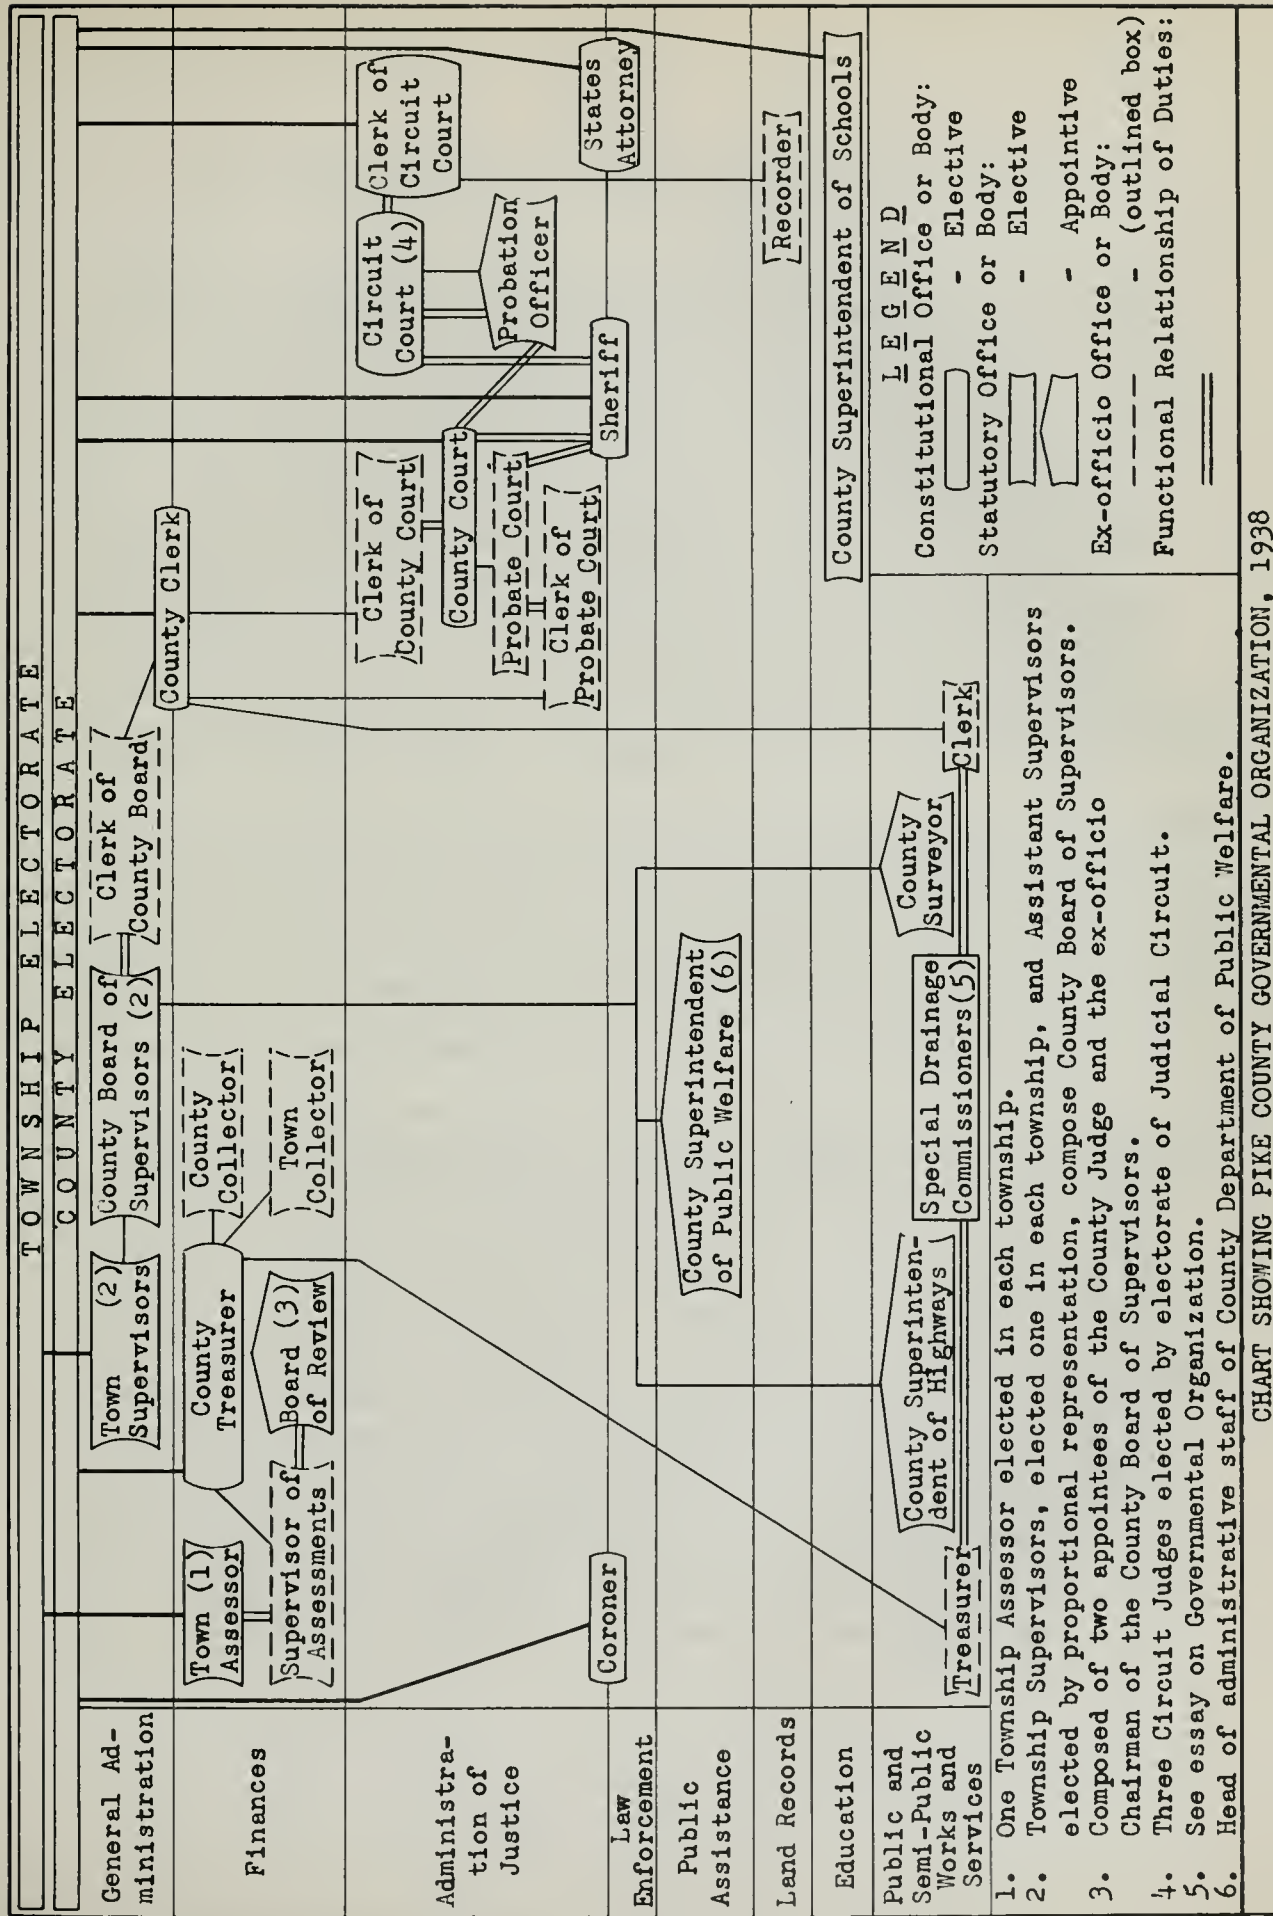 TOWNSHIP ELECTORATE
COUNTY ELECTORATE
General Ad-
ministration
Town (2)
Supervisors
County Board of
Supervisors (2)
Clerk of
County Board
County Clerk
Finances
Town (1)
Assessor
Supervisor of
Assessments
County
Treasurer
Board (3)
of Review
County
Collector
Town
Collector
Administra-
tion of
Justice
Clerk of
County Court
County Court
Probate Court
Clerk of
Probate Court
Circuit
Court (4)
Clerk of
Circuit
Court
Probation
Officer
Law
Enforcement
Coroner
Sheriff
States
Attorney
Public
Assistance
County Superintendent
of Public Welfare (6)
Land Records
Recorder
Education
County Superintendent of Schools
Public and
Semi-Public
Works and
Services
Treasurer
County Superinten-
dent of Highways
Special Drainage
Commissioners(5)
County
Surveyor
Clerk
LEGEND
Constitutional Office or Body:
- Elective
Statutory Office or Body:
- Elective
- Appointive
Ex-officio Office or Body:
- (outlined box)
Functional Relationship of Duties:
1. One Township Assessor elected in each township.
2. Township Supervisors, elected one in each township, and Assistant Supervisors
elected by proportional representation, compose County Board of Supervisors.
3. Composed of two appointees of the County Judge and the ex-officio
Chairman of the County Board of Supervisors.
4. Three Circuit Judges elected by electorate of Judicial Circuit.
5. See essay on Governmental Organization.
6. Head of administrative staff of County Department of Public Welfare.
CHART SHOWING PIKE COUNTY GOVERNMENTAL ORGANIZATION, 1938